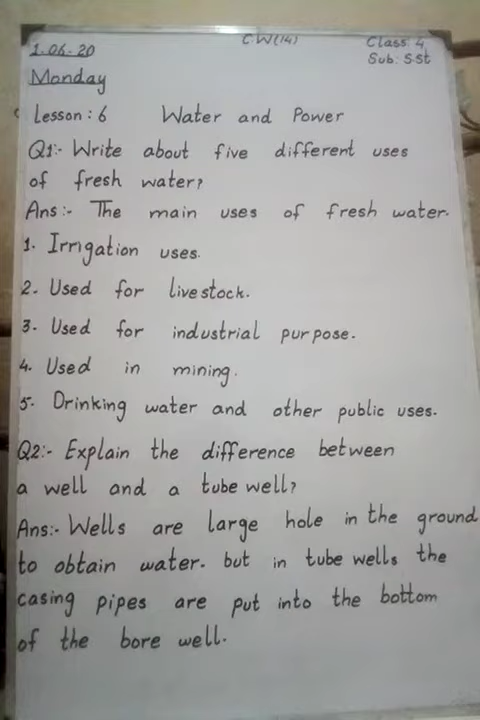 C.W(14)
1.06-20
Class: 4
Sub: S.St
Monday
Lesson: 6 Water and Power
Q1:- Write about five different uses
of fresh water?
Ans:- The main uses of fresh water.
1. Irrigation uses.
2. Used for livestock.
3. Used for industrial purpose.
4. Used in mining.
5. Drinking water and other public uses.
Q2:- Explain the difference between
a well and a tube well?
Ans:- Wells are large hole in the ground
to obtain water. but in tube wells the
casing pipes are put into the bottom
of the bore well.